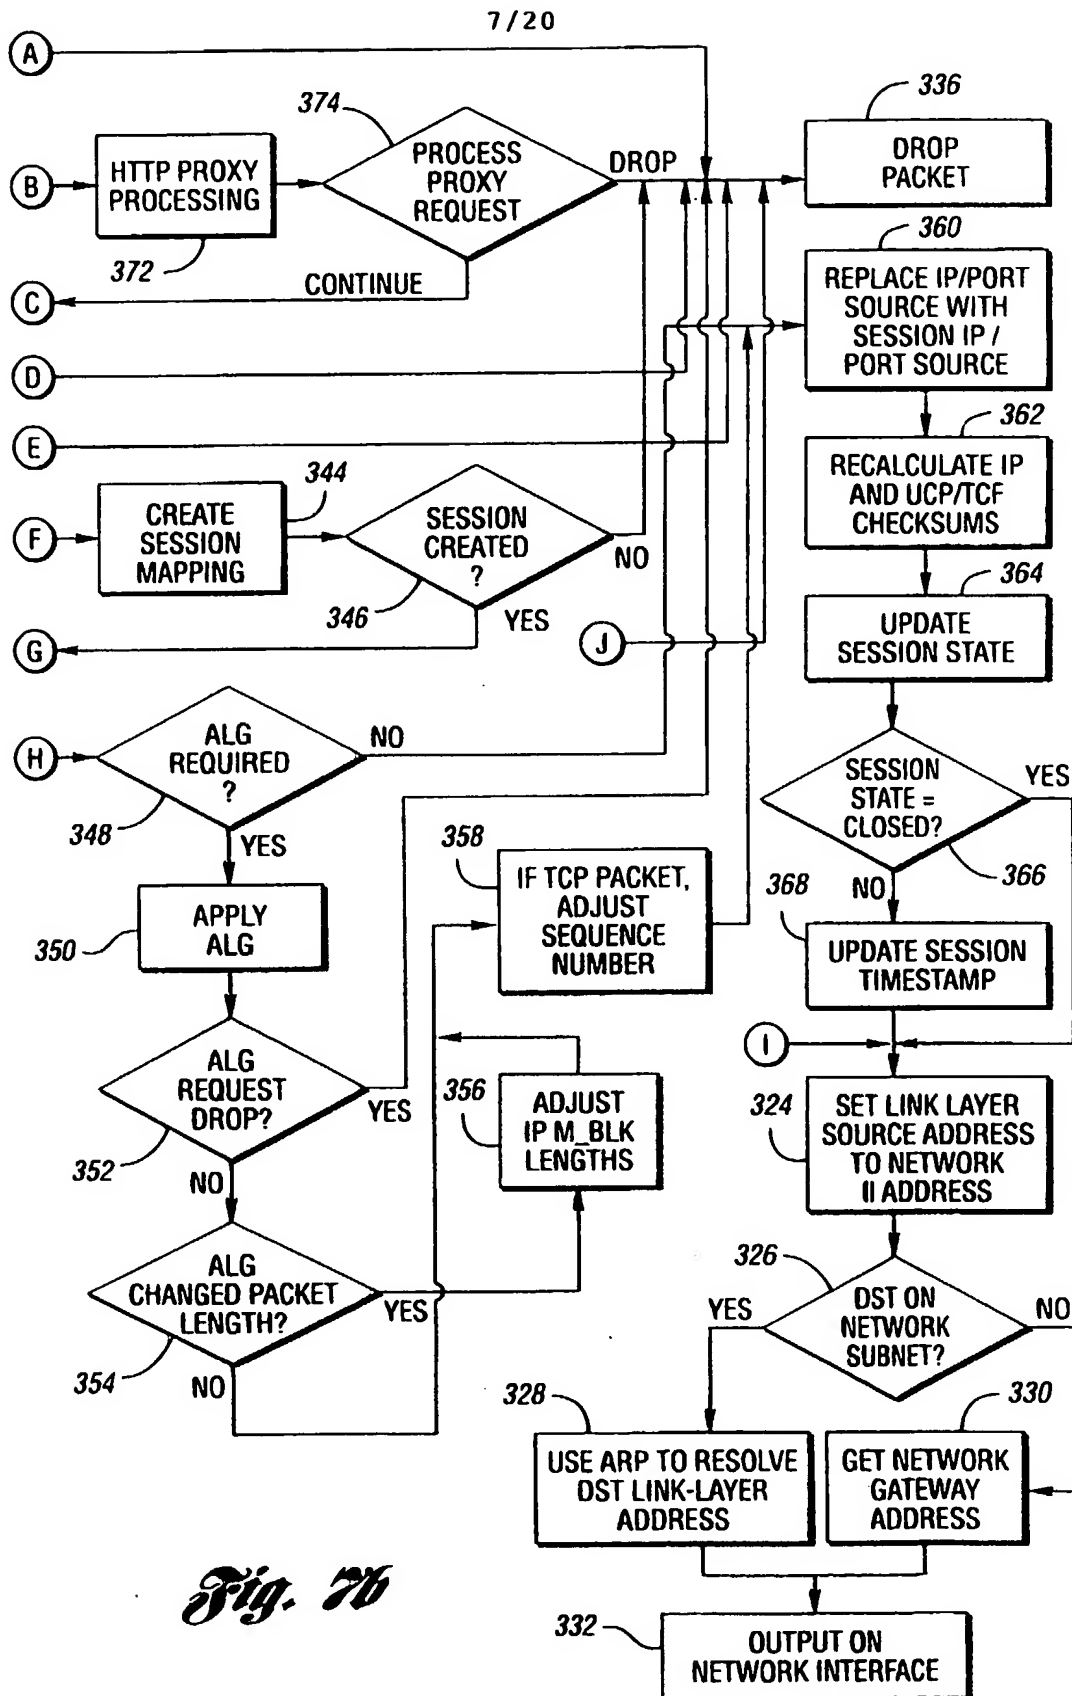 7/20
A
336
374
B
HTTP PROXY
PROCESSING
PROCESS
PROXY
REQUEST
DROP
DROP
PACKET
372
360
C
CONTINUE
REPLACE IP/PORT
SOURCE WITH
SESSION IP /
PORT SOURCE
D
E
362
344
RECALCULATE IP
AND UCP/TCF
CHECKSUMS
F
CREATE
SESSION
MAPPING
SESSION
CREATED
?
NO
346
YES
364
G
J
UPDATE
SESSION STATE
H
ALG
REQUIRED
?
NO
348
YES
SESSION
STATE =
CLOSED?
YES
366
NO
358
IF TCP PACKET,
ADJUST
SEQUENCE
NUMBER
368
350
APPLY
ALG
UPDATE SESSION
TIMESTAMP
I
ALG
REQUEST
DROP?
YES
352
NO
356
ADJUST
IP M_BLK
LENGTHS
324
SET LINK LAYER
SOURCE ADDRESS
TO NETWORK
II ADDRESS
ALG
CHANGED PACKET
LENGTH?
YES
354
NO
326
YES
DST ON
NETWORK
SUBNET?
NO
328
330
USE ARP TO RESOLVE
DST LINK-LAYER
ADDRESS
GET NETWORK
GATEWAY
ADDRESS
Fig. 7b
332
OUTPUT ON
NETWORK INTERFACE